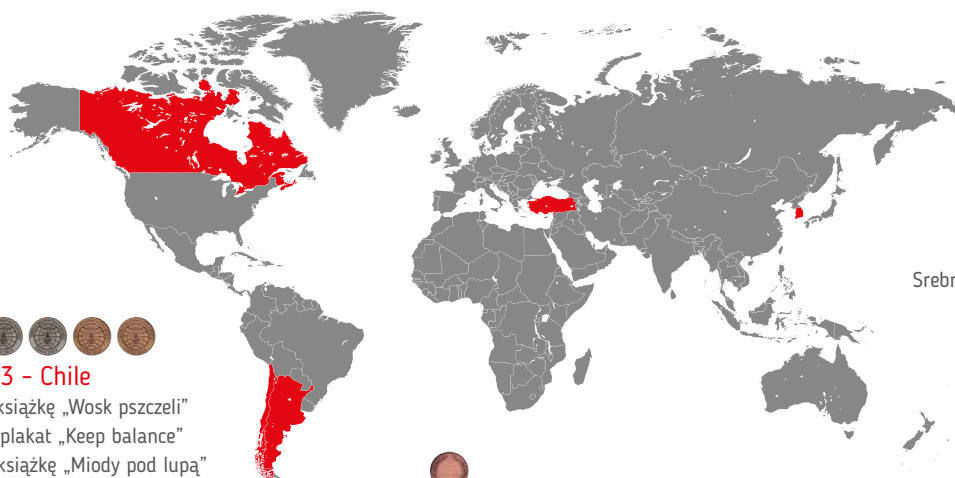 Srebr
3 - Chile
książkę „Wosk pszczeli”
plakat „Keep balance”
książkę „Miody pod lupą”